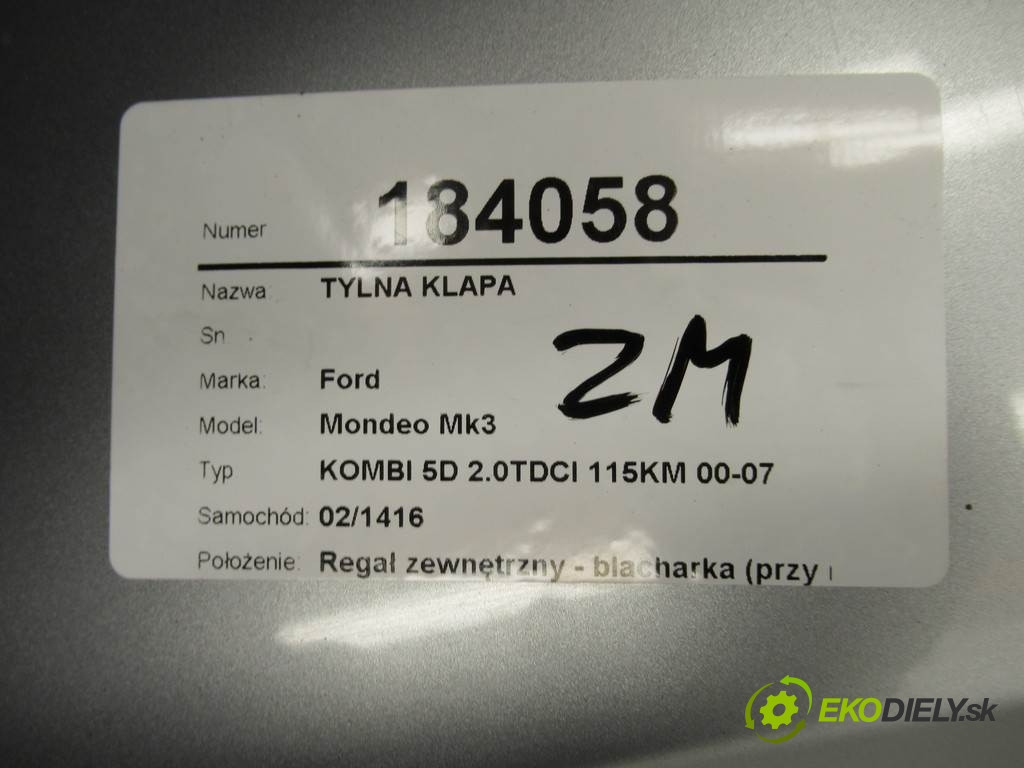 Numer 184058
Nazwa TYLNA KLAPA
Sn
ZM
Marka: Ford
Model: Mondeo Mk3
Typ KOMBI 5D 2.0TDCI 115KM 00-07
Samochód: 02/1416
Położenie: Regał zewnętrzny - blacharka (przy
EKODIELY.sk